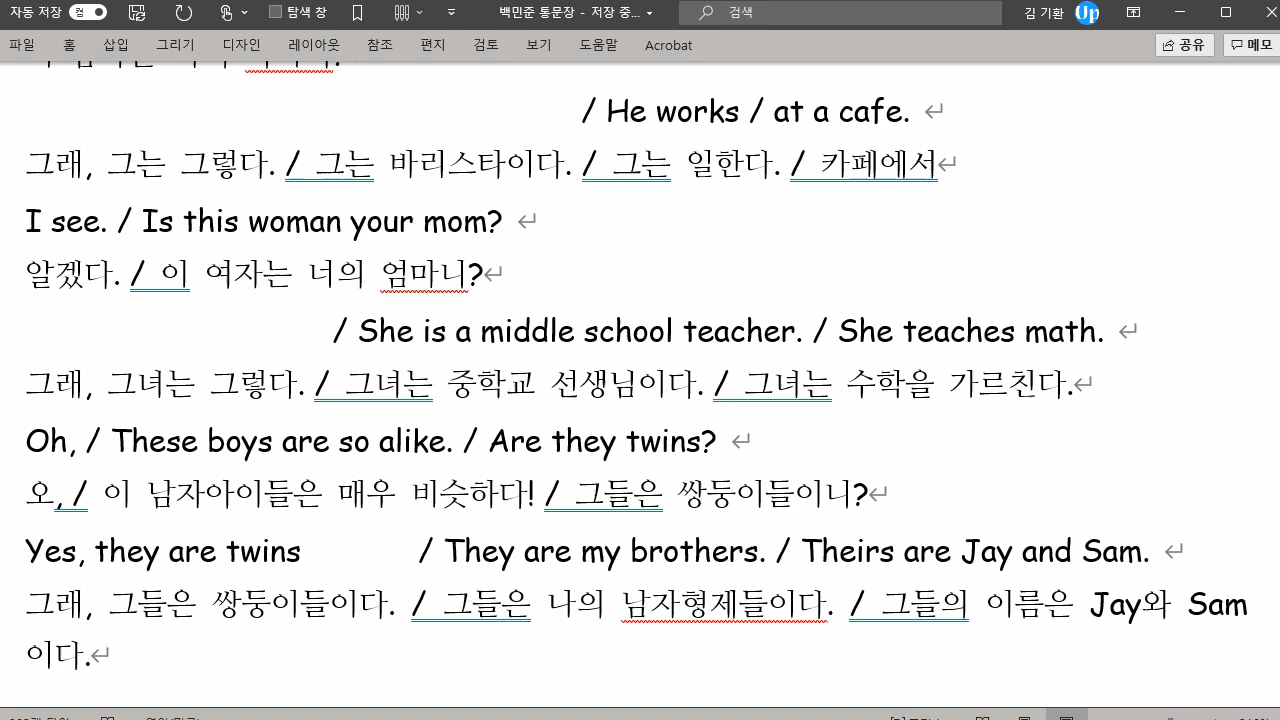 자동 저장 컴 탐색 창 백민준 통문장 - 저장 중... 검색 김 기환 Up
파일 홈 삽입 그리기 디자인 레이아웃 참조 편지 검토 보기 도움말 Acrobat 공유 메모
/ He works / at a cafe.
그래, 그는 그렇다. / 그는 바리스타이다. / 그는 일한다. / 카페에서
I see. / Is this woman your mom?
알겠다. / 이 여자는 너의 엄마니?
/ She is a middle school teacher. / She teaches math.
그래, 그녀는 그렇다. / 그녀는 중학교 선생님이다. / 그녀는 수학을 가르친다.
Oh, / These boys are so alike. / Are they twins?
오, / 이 남자아이들은 매우 비슷하다! / 그들은 쌍둥이들이니?
Yes, they are twins / They are my brothers. / Theirs are Jay and Sam.
그래, 그들은 쌍둥이들이다. / 그들은 나의 남자형제들이다. / 그들의 이름은 Jay와 Sam
이다.